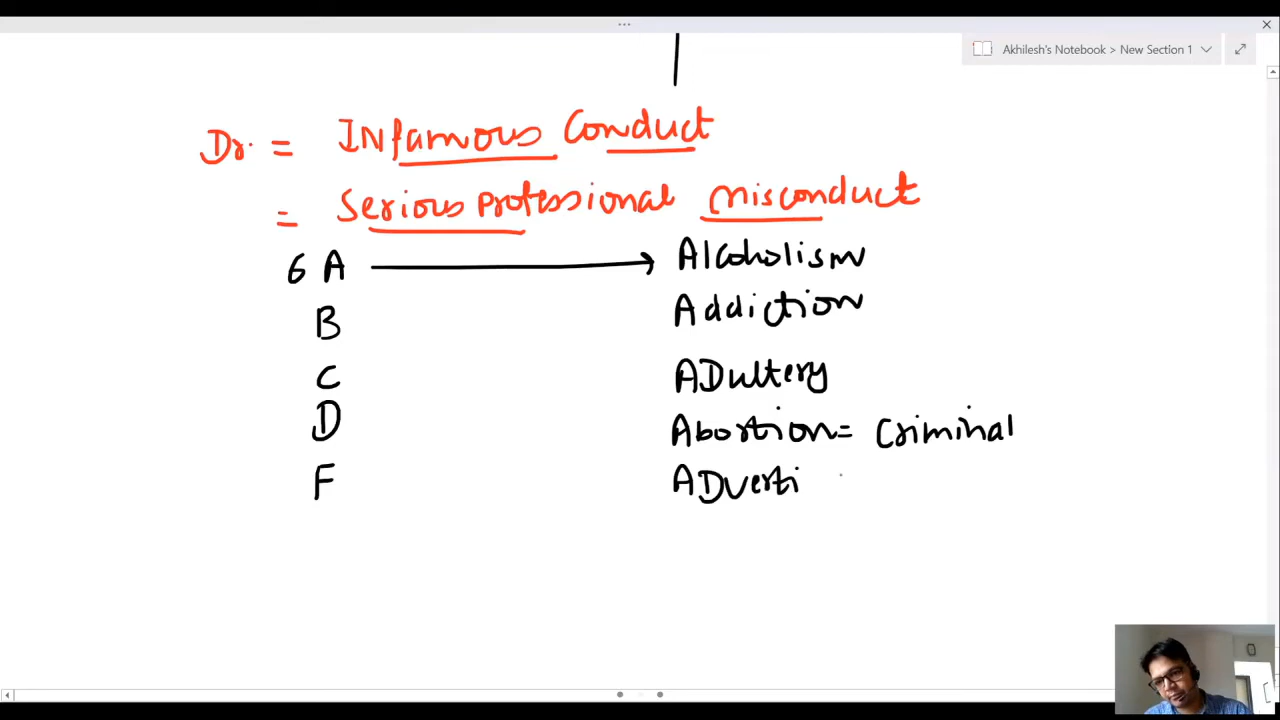 Akhilesh's Notebook > New Section 1
Dr. = INfamous Conduct
= Serious Professional misconduct
6 A → Alcoholism
B Addiction
C ADultery
D Abortion = Criminal
F ADverti